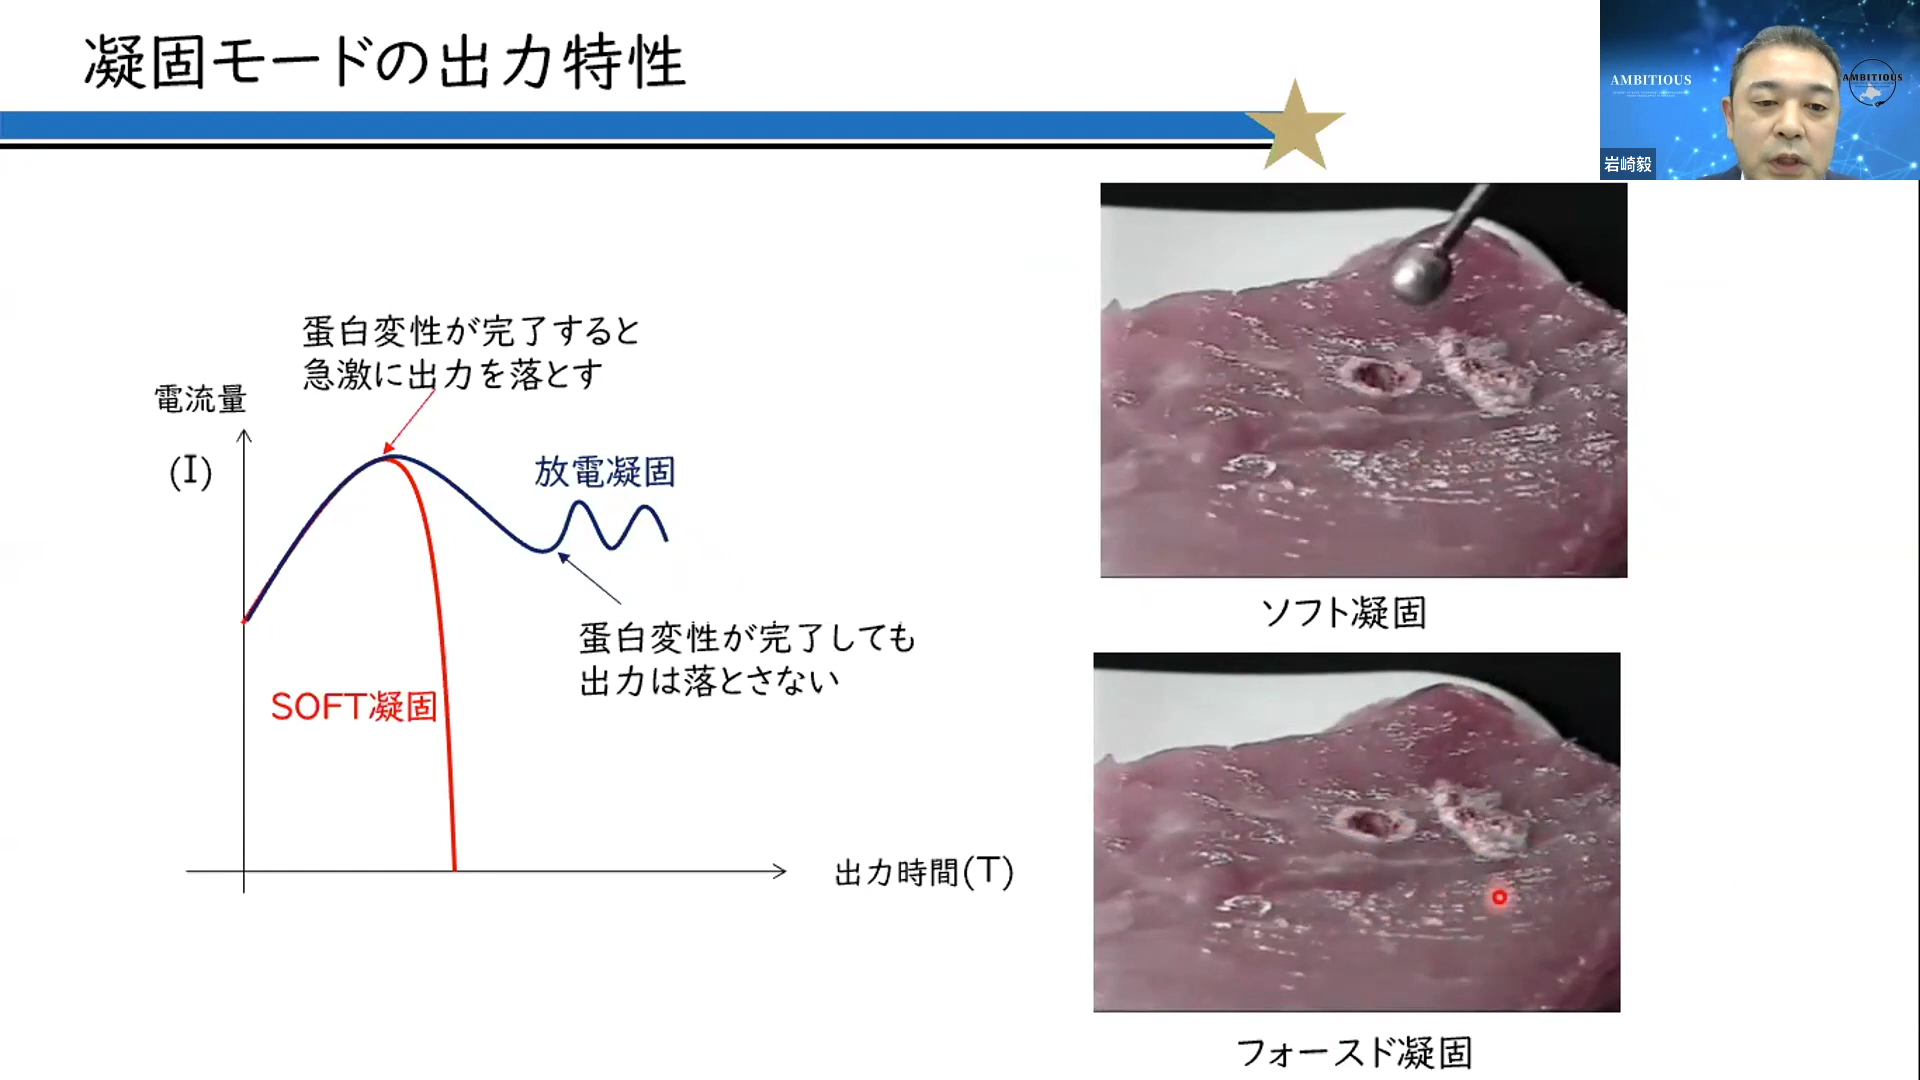 凝固モードの出力特性
AMBITIOUS
AMBITIOUS
岩崎毅
蛋白変性が完了すると
急激に出力を落とす
電流量
(I)
放電凝固
蛋白変性が完了しても
出力は落とさない
SOFT凝固
出力時間(T)
ソフト凝固
フォースド凝固